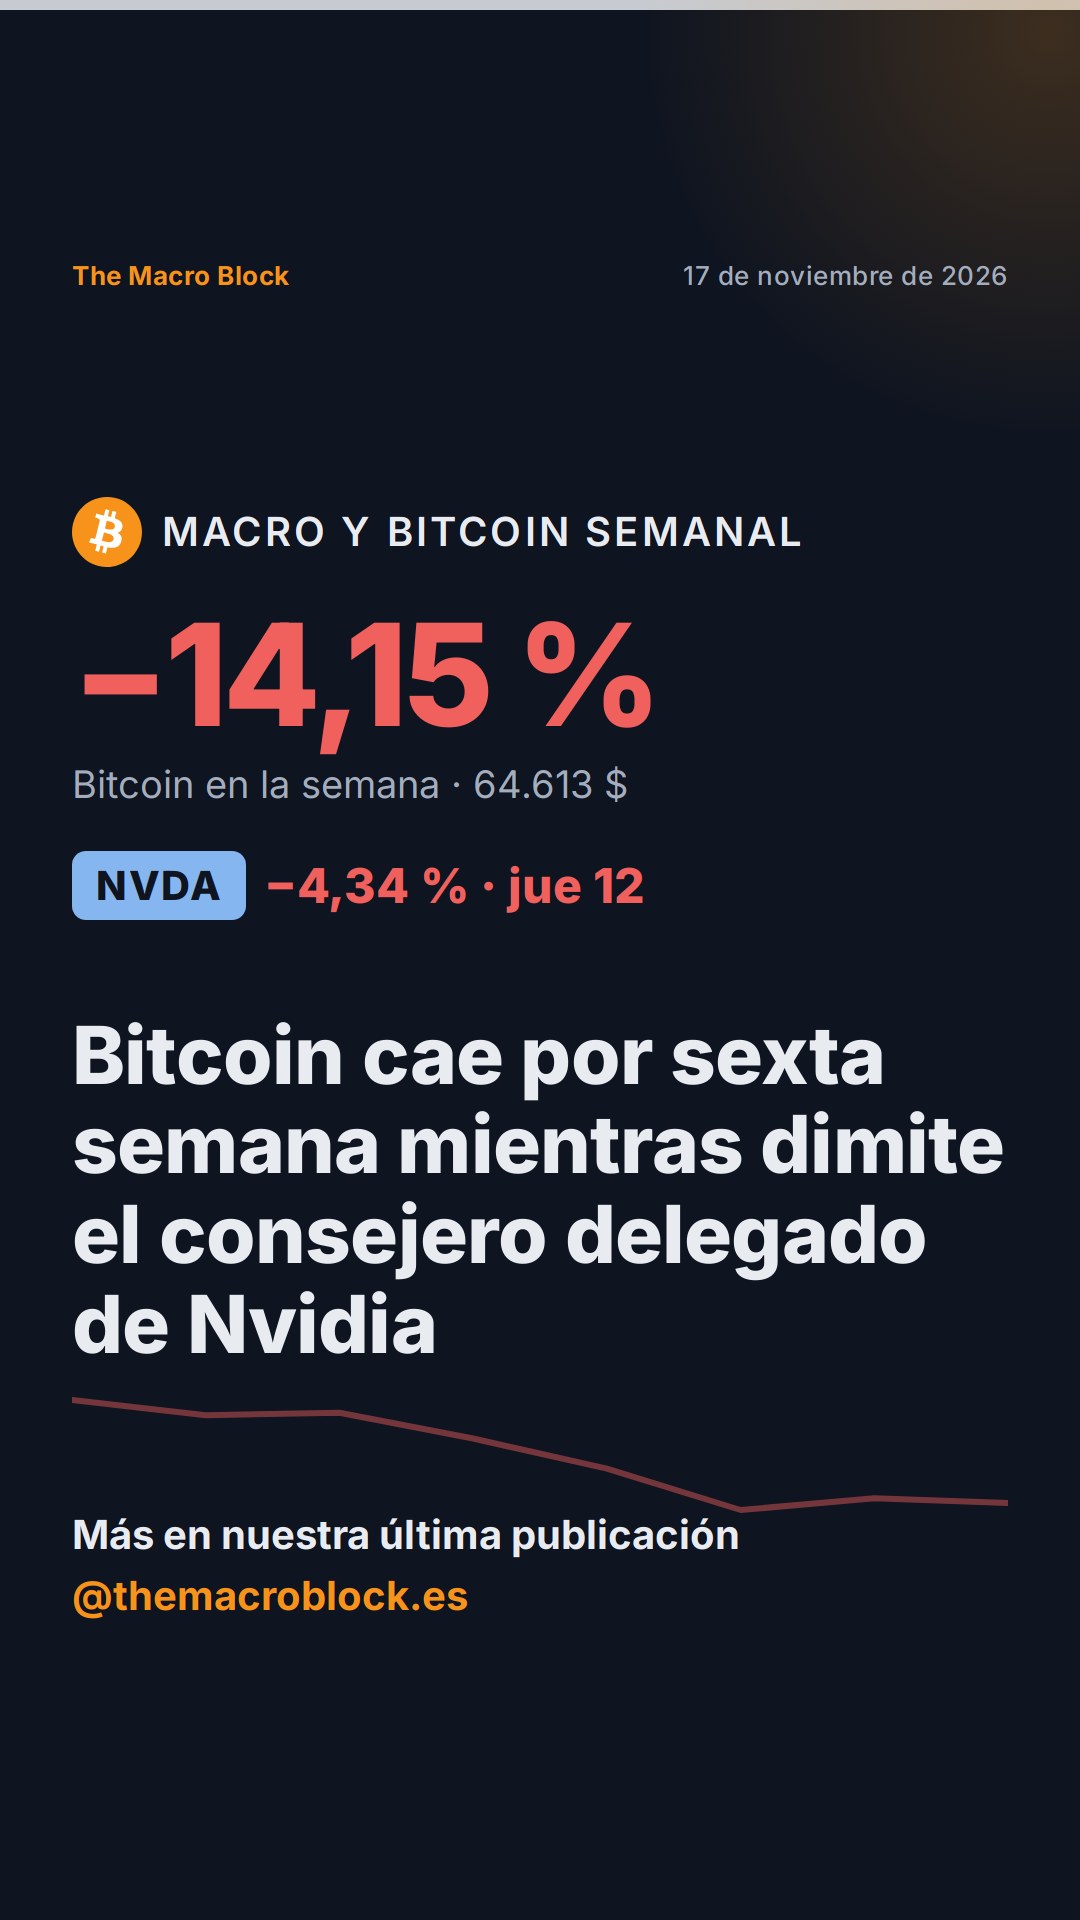 The Macro Block
17 de noviembre de 2026
MACRO Y BITCOIN SEMANAL
−14,15 %
Bitcoin en la semana · 64.613 $
NVDA −4,34 % · jue 12
Bitcoin cae por sexta
semana mientras dimite
el consejero delegado
de Nvidia
Más en nuestra última publicación
@themacroblock.es